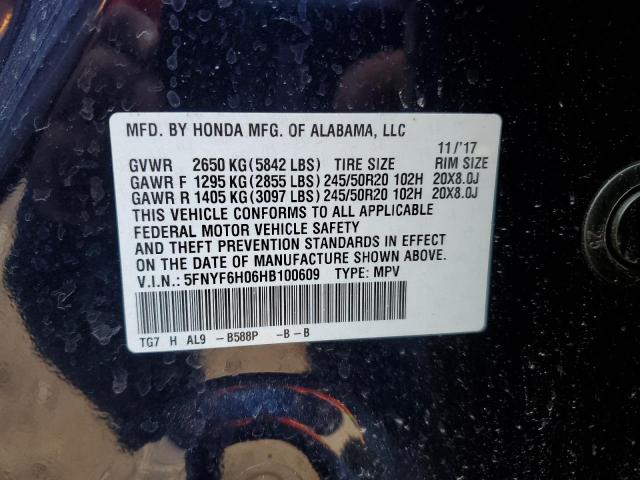 MFD. BY HONDA MFG. OF ALABAMA, LLC
11/'17
GVWR 2650 KG(5842 LBS) TIRE SIZE RIM SIZE
GAWR F 1295 KG(2855 LBS)245/50R20 102H 20X8.0J
GAWR R 1405 KG(3097 LBS)245/50R20 102H 20X8.0J
THIS VEHICLE CONFORMS TO ALL APPLICABLE
FEDERAL MOTOR VEHICLE SAFETY
AND THEFT PREVENTION STANDARDS IN EFFECT
ON THE DATE OF MANUFACTURE SHOWN ABOVE.
V.I.N.: 5FNYF6H06HB100609 TYPE: MPV
TG7 H AL9 -B588P -B-B